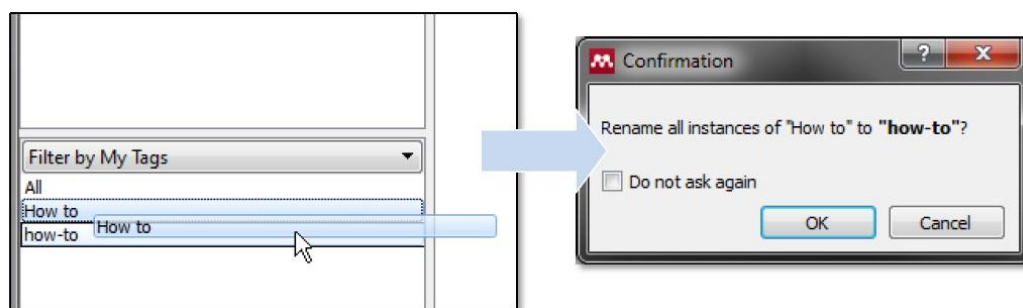 Filter by My Tags
All
How to
how-to
How to
Confirmation
Rename all instances of "How to" to "how-to"?
Do not ask again
OK
Cancel